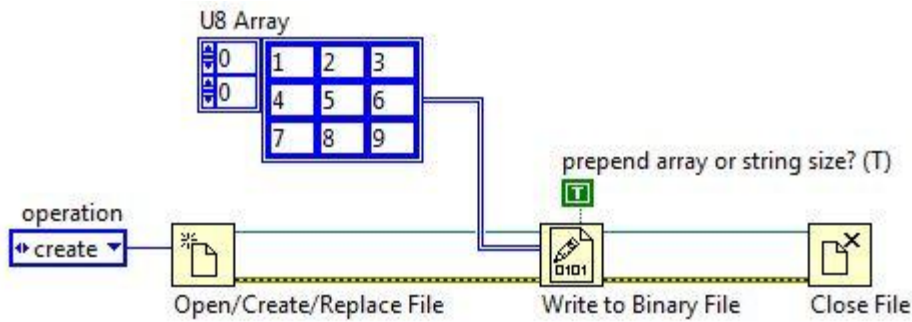 U8 Array
0 1 2 3
0 4 5 6
7 8 9
prepend array or string size? (T)
T
operation
create
0101
Open/Create/Replace File
Write to Binary File
Close File